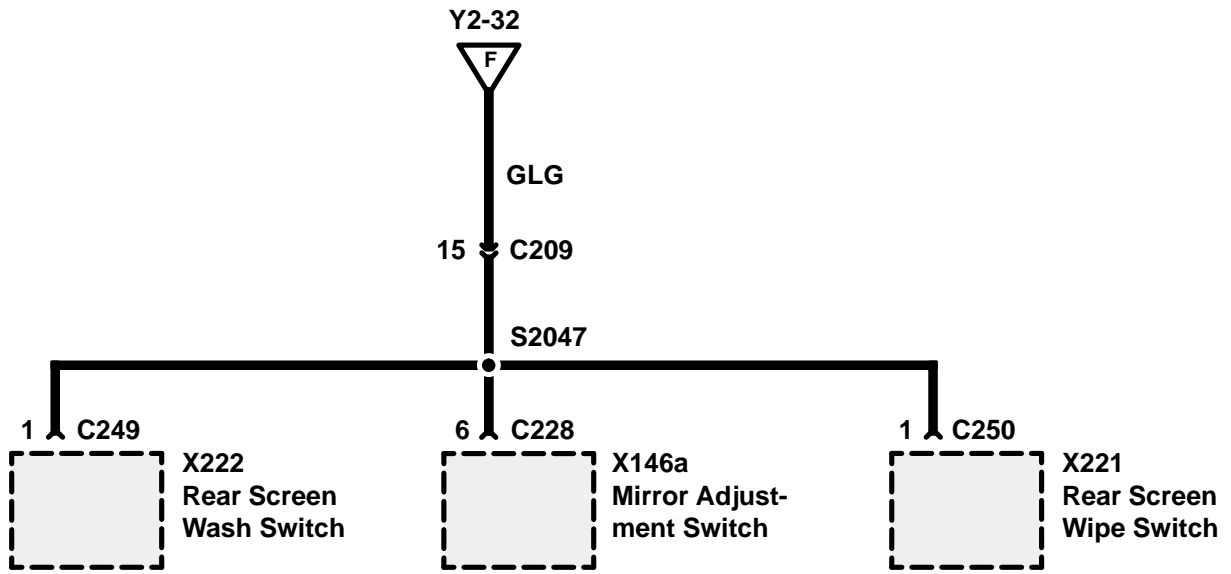 Y2-32
F
GLG
15 C209
S2047
1 C249
6 C228
1 C250
X222
Rear Screen
Wash Switch
X146a
Mirror Adjust-
ment Switch
X221
Rear Screen
Wipe Switch